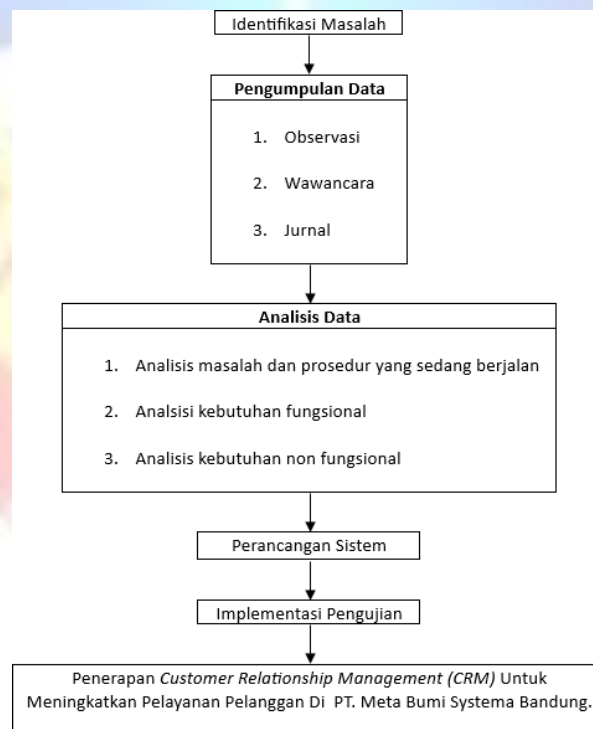 Identifikasi Masalah
Pengumpulan Data
1. Observasi
2. Wawancara
3. Jurnal
Analisis Data
1. Analisis masalah dan prosedur yang sedang berjalan
2. Analsisi kebutuhan fungsional
3. Analisis kebutuhan non fungsional
Perancangan Sistem
Implementasi Pengujian
Penerapan Customer Relationship Management (CRM) Untuk
Meningkatkan Pelayanan Pelanggan Di PT. Meta Bumi Systema Bandung.